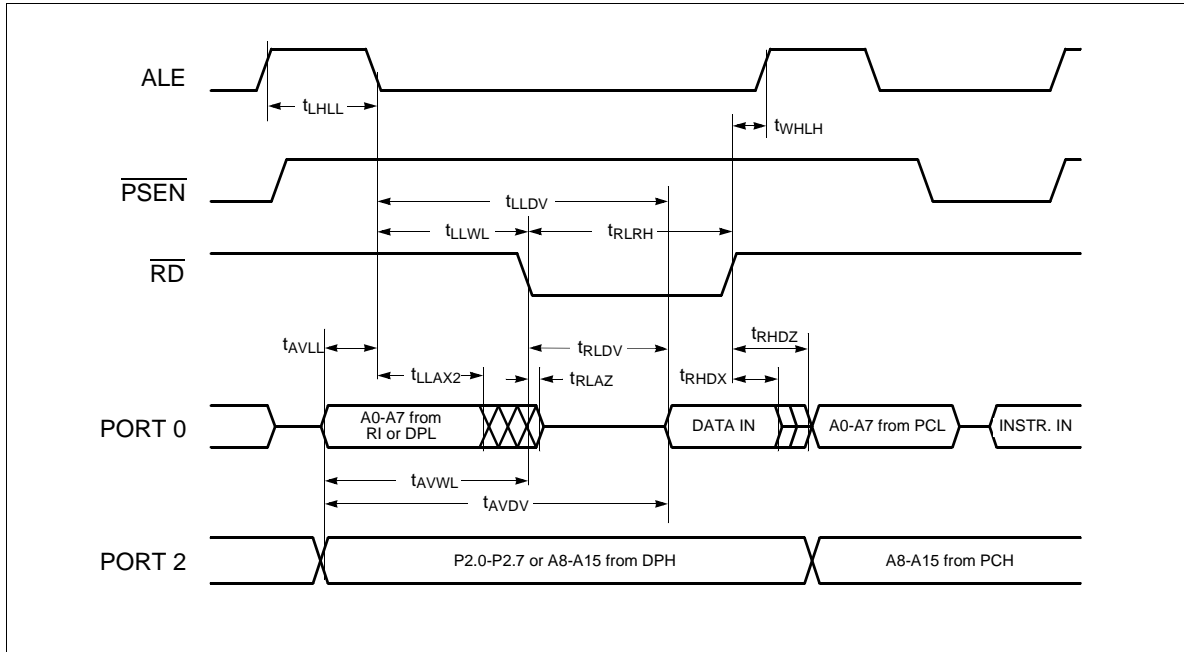 ALE
tLHLL
tWHLH
PSEN
tLLDV
tLLWL
tRLRH
RD
tAVLL
tRLDV
tRHDZ
tLLAX2
tRLAZ
tRHDX
PORT 0
A0-A7 from
RI or DPL
DATA IN
A0-A7 from PCL
INSTR. IN
tAVWL
tAVDV
PORT 2
P2.0-P2.7 or A8-A15 from DPH
A8-A15 from PCH